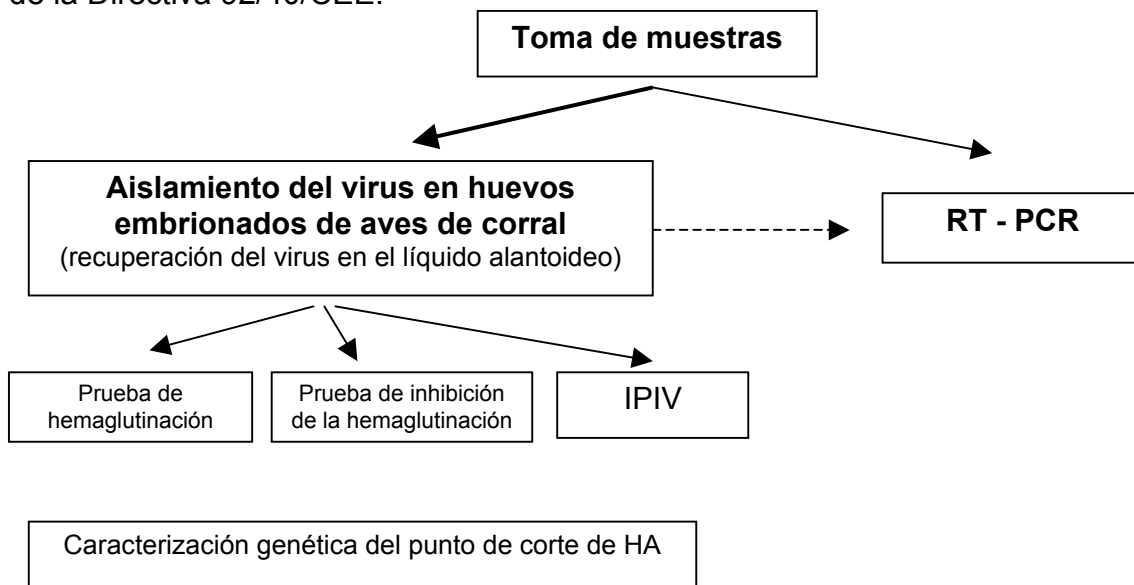 de la Directiva 92/40/CEE.
Toma de muestras
Aislamiento del virus en huevos
embrionados de aves de corral
(recuperación del virus en el líquido alantoideo)
RT - PCR
Prueba de
hemaglutinación
Prueba de inhibición
de la hemaglutinación
IPIV
Caracterización genética del punto de corte de HA